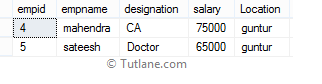 empid empname designation salary Location
4 mahendra CA 75000 guntur
5 sateesh Doctor 65000 guntur
© Tutlane.com